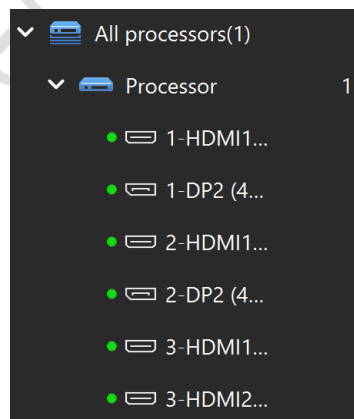 All processors(1)
Processor 1
1-HDMI1...
1-DP2 (4...
2-HDMI1...
2-DP2 (4...
3-HDMI1...
3-HDMI2...